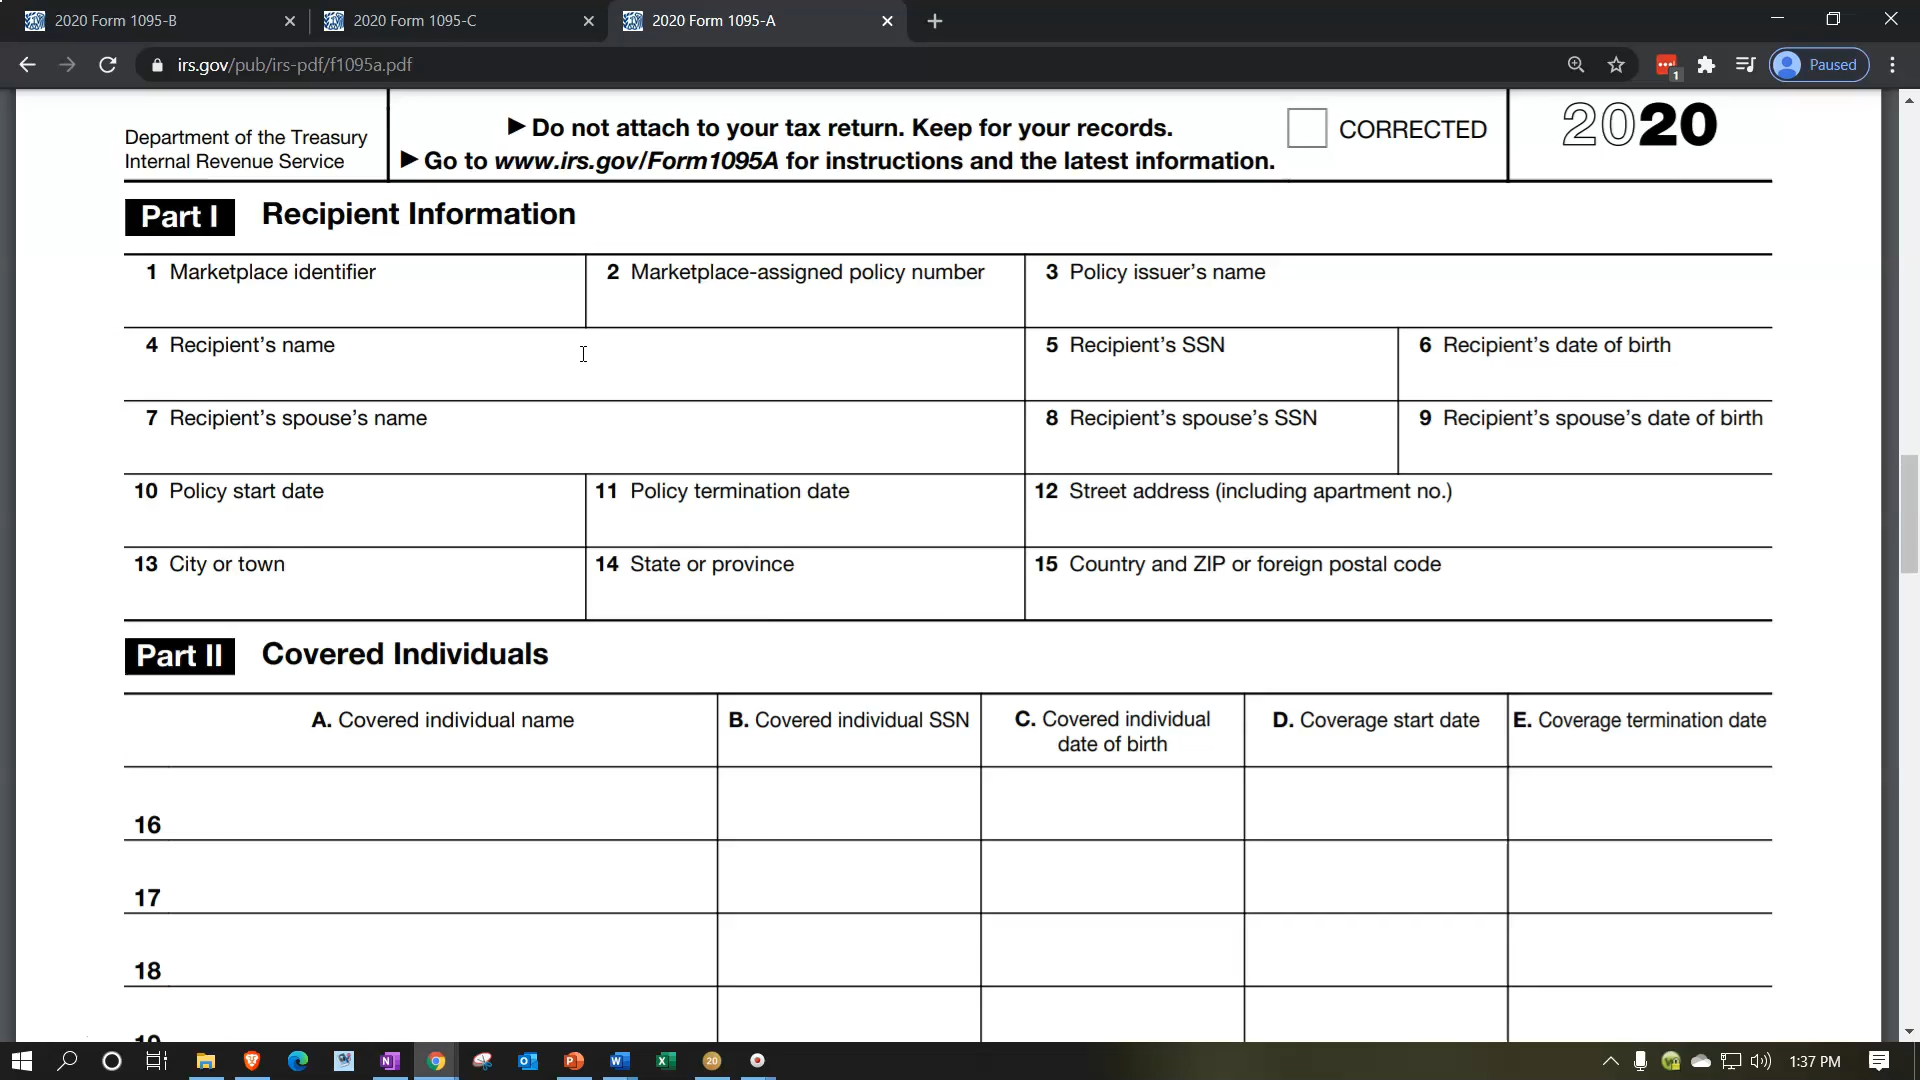 2020 Form 1095-B
2020 Form 1095-C
2020 Form 1095-A
irs.gov/pub/irs-pdf/f1095a.pdf
1
Paused
Department of the Treasury
Internal Revenue Service
▶ Do not attach to your tax return. Keep for your records.
▶ Go to www.irs.gov/Form1095A for instructions and the latest information.
CORRECTED
2020
Part I Recipient Information
1 Marketplace identifier
2 Marketplace-assigned policy number
3 Policy issuer’s name
4 Recipient’s name
5 Recipient’s SSN
6 Recipient’s date of birth
7 Recipient’s spouse’s name
8 Recipient’s spouse’s SSN
9 Recipient’s spouse’s date of birth
10 Policy start date
11 Policy termination date
12 Street address (including apartment no.)
13 City or town
14 State or province
15 Country and ZIP or foreign postal code
Part II Covered Individuals
A. Covered individual name
B. Covered individual SSN
C. Covered individual
date of birth
D. Coverage start date
E. Coverage termination date
16
17
18
20
1:37 PM